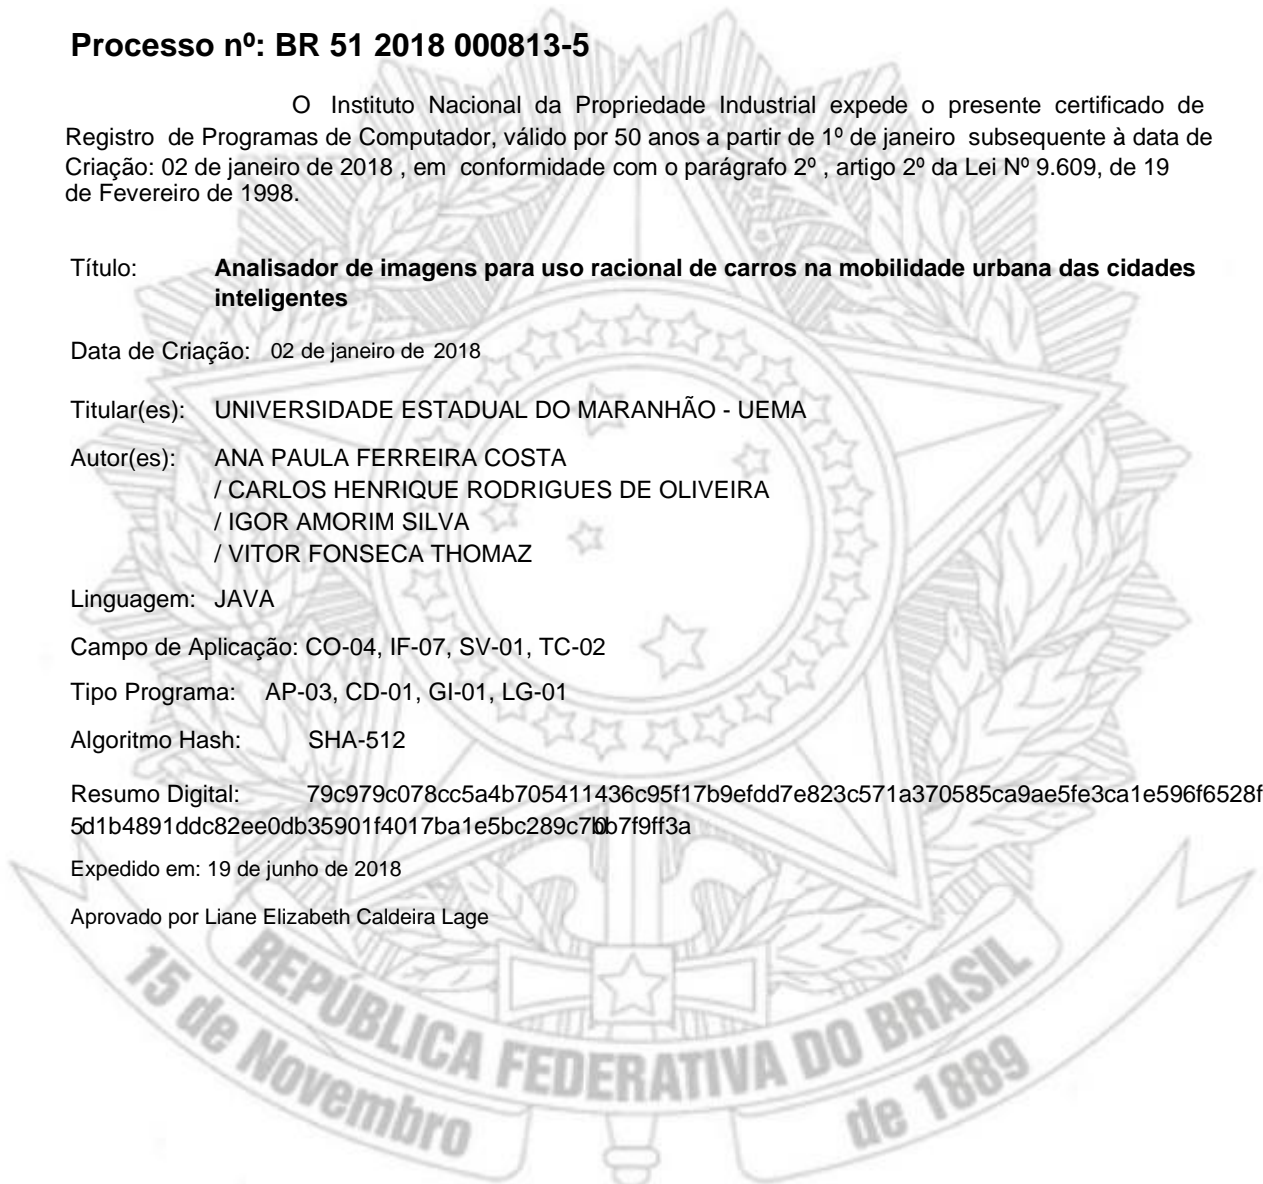 Processo nº: BR 51 2018 000813-5
O Instituto Nacional da Propriedade Industrial expede o presente certificado de
Registro de Programas de Computador, válido por 50 anos a partir de 1º de janeiro subsequente à data de
Criação: 02 de janeiro de 2018 , em conformidade com o parágrafo 2º , artigo 2º da Lei Nº 9.609, de 19
de Fevereiro de 1998.
Título: Analisador de imagens para uso racional de carros na mobilidade urbana das cidades
inteligentes
Data de Criação: 02 de janeiro de 2018
Titular(es): UNIVERSIDADE ESTADUAL DO MARANHÃO - UEMA
Autor(es): ANA PAULA FERREIRA COSTA
/ CARLOS HENRIQUE RODRIGUES DE OLIVEIRA
/ IGOR AMORIM SILVA
/ VITOR FONSECA THOMAZ
Linguagem: JAVA
Campo de Aplicação: CO-04, IF-07, SV-01, TC-02
Tipo Programa: AP-03, CD-01, GI-01, LG-01
Algoritmo Hash: SHA-512
Resumo Digital: 79c979c078cc5a4b705411436c95f17b9efdd7e823c571a370585ca9ae5fe3ca1e596f6528f
Expedido em: 19 de junho de 2018
Aprovado por Liane Elizabeth Caldeira Lage
REPÚBLICA FEDERATIVA DO BRASIL
15 de Novembro de 1889